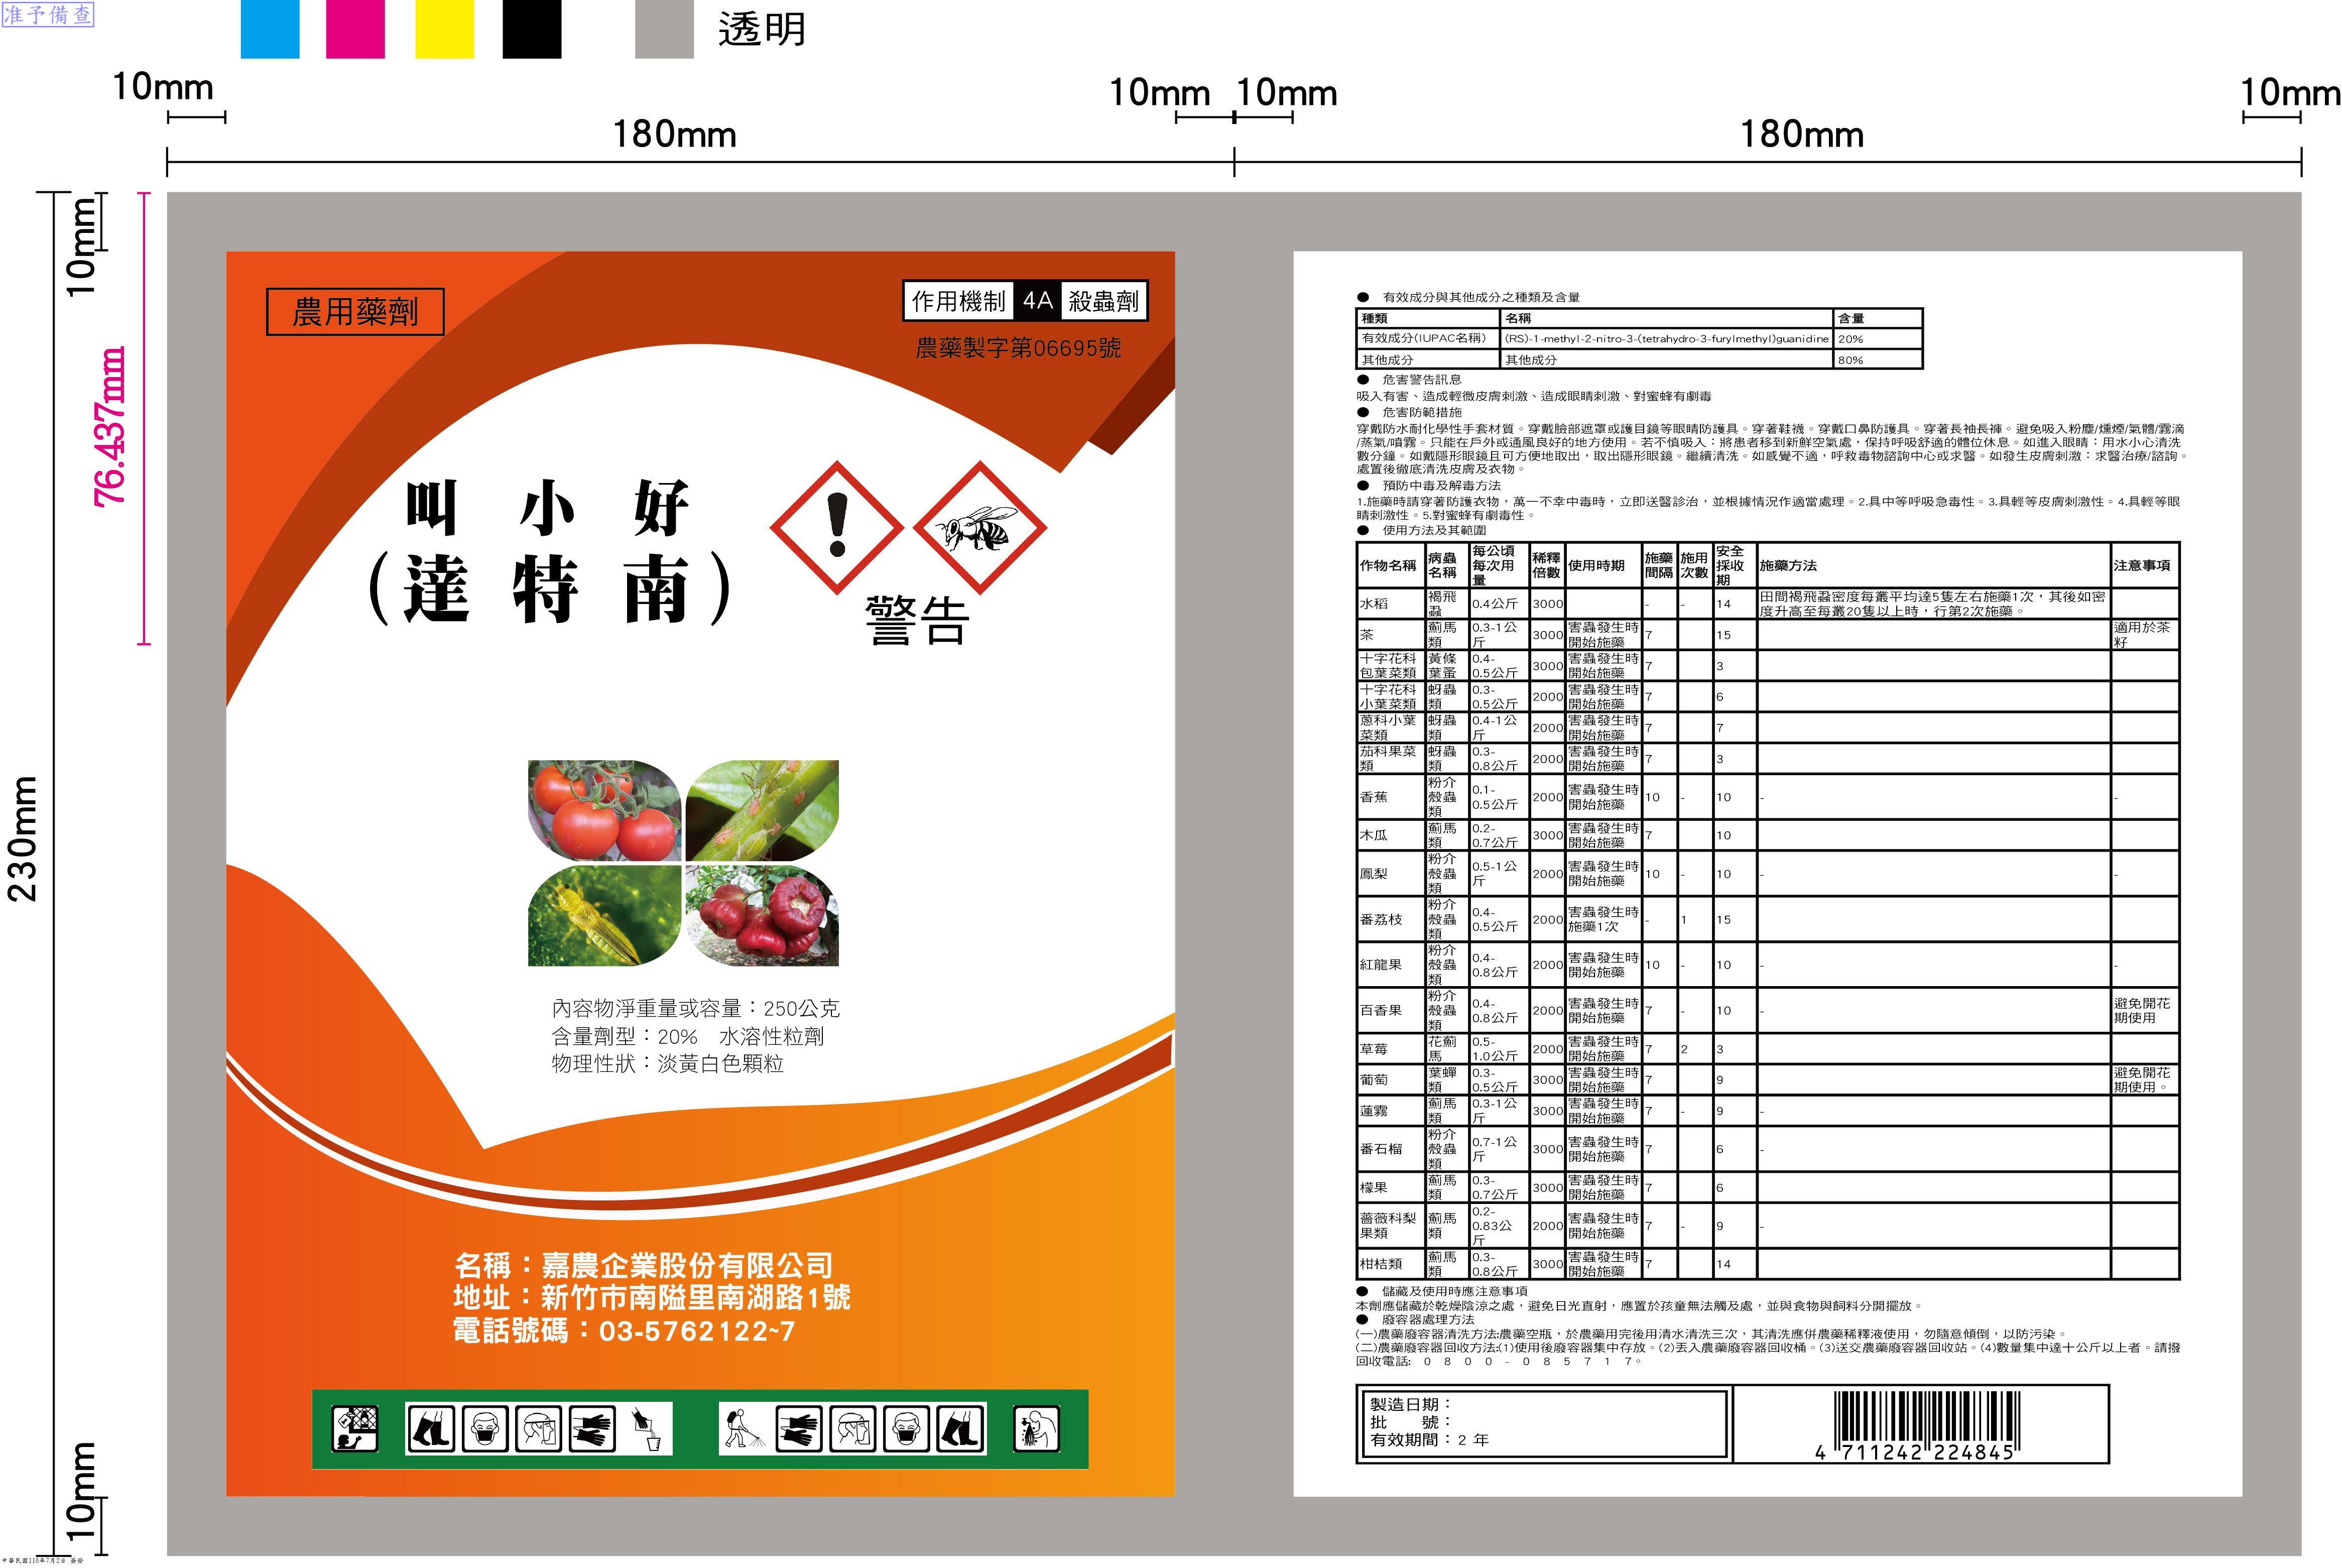 准予備查
透明
10mm
10mm 10mm
10mm
180mm
180mm
10mm
76.437mm
230mm
10mm
農用藥劑
作用機制 4A 殺蟲劑
農藥製字第06695號
叫小好
(達特南)
警告
內容物淨重量或容量：250公克
含量劑型：20% 水溶性粒劑
物理性狀：淡黃白色顆粒
名稱：嘉農企業股份有限公司
地址：新竹市南隘里南湖路1號
電話號碼：03-5762122~7
● 有效成分與其他成分之種類及含量
種類 名稱 含量
有效成分(IUPAC名稱) (RS)-1-methyl-2-nitro-3-(tetrahydro-3-furylmethyl)guanidine 20%
其他成分 其他成分 80%
● 危害警告訊息
吸入有害、造成輕微皮膚刺激、造成眼睛刺激、對蜜蜂有劇毒
● 危害防範措施
穿戴防水耐化學性手套材質。穿戴臉部遮罩或護目鏡等眼睛防護具。穿著鞋襪。穿戴口鼻防護具。穿著長袖長褲。避免吸入粉塵/燻煙/氣體/霧滴
/蒸氣/噴霧。只能在戶外或通風良好的地方使用。若不慎吸入：將患者移到新鮮空氣處，保持呼吸舒適的體位休息。如進入眼睛：用水小心清洗
數分鐘。如戴隱形眼鏡且可方便地取出，取出隱形眼鏡。繼續清洗。如感覺不適，呼救毒物諮詢中心或求醫。如發生皮膚刺激：求醫治療/諮詢。
處置後徹底清洗皮膚及衣物。
● 預防中毒及解毒方法
1.施藥時請穿著防護衣物，萬一不幸中毒時，立即送醫診治，並根據情況作適當處理。2.具中等呼吸急毒性。3.具輕等皮膚刺激性。4.具輕等眼
睛刺激性。5.對蜜蜂有劇毒性。
● 使用方法及其範圍
作物名稱 病蟲名稱 每公頃每次用量 稀釋倍數 使用時期 施藥間隔 施用次數 安全採收期 施藥方法 注意事項
水稻 褐飛蝨 0.4公斤 3000 - - 14 田間褐飛蝨密度每叢平均達5隻左右施藥1次，其後如密度升高至每叢20隻以上時，行第2次施藥。
茶 薊馬類 0.3-1公斤 3000 害蟲發生時開始施藥 7 15 適用於茶籽
十字花科包葉菜類 黃條葉蚤 0.4-0.5公斤 3000 害蟲發生時開始施藥 7 3
十字花科小葉菜類 蚜蟲類 0.3-0.5公斤 2000 害蟲發生時開始施藥 7 6
蔥科小葉菜類 蚜蟲類 0.4-1公斤 2000 害蟲發生時開始施藥 7 7
茄科果菜類 蚜蟲類 0.3-0.8公斤 2000 害蟲發生時開始施藥 7 3
香蕉 粉介殼蟲類 0.1-0.5公斤 2000 害蟲發生時開始施藥 10 - 10 - -
木瓜 薊馬類 0.2-0.7公斤 3000 害蟲發生時開始施藥 7 10
鳳梨 粉介殼蟲類 0.5-1公斤 2000 害蟲發生時開始施藥 10 - 10 - -
番荔枝 粉介殼蟲類 0.4-0.5公斤 2000 害蟲發生時施藥1次 - 1 15
紅龍果 粉介殼蟲類 0.4-0.8公斤 2000 害蟲發生時開始施藥 10 - 10 - -
百香果 粉介殼蟲類 0.4-0.8公斤 2000 害蟲發生時開始施藥 7 - 10 - 避免開花期使用
草莓 花薊馬 0.5-1.0公斤 2000 害蟲發生時開始施藥 7 2 3
葡萄 葉蟬類 0.3-0.5公斤 3000 害蟲發生時開始施藥 7 9 避免開花期使用。
蓮霧 薊馬類 0.3-1公斤 3000 害蟲發生時開始施藥 7 - 9 -
番石榴 粉介殼蟲類 0.7-1公斤 3000 害蟲發生時開始施藥 7 6 -
檬果 薊馬類 0.3-0.7公斤 3000 害蟲發生時開始施藥 7 6
薔薇科梨果類 薊馬類 0.2-0.83公斤 2000 害蟲發生時開始施藥 7 - 9 -
柑桔類 薊馬類 0.3-0.8公斤 3000 害蟲發生時開始施藥 7 14
● 儲藏及使用時應注意事項
本劑應儲藏於乾燥陰涼之處，避免日光直射，應置於孩童無法觸及處，並與食物與飼料分開擺放。
● 廢容器處理方法
(一)農藥廢容器清洗方法:農藥空瓶，於農藥用完後用清水清洗三次，其清洗應併農藥稀釋液使用，勿隨意傾倒，以防污染。
(二)農藥廢容器回收方法:(1)使用後廢容器集中存放。(2)丟入農藥廢容器回收桶。(3)送交農藥廢容器回收站。(4)數量集中達十公斤以上者。請撥
回收電話: 0800-085717。
製造日期：
批 號：
有效期間：2 年
4 711242 224845
中華民國110年7月2日